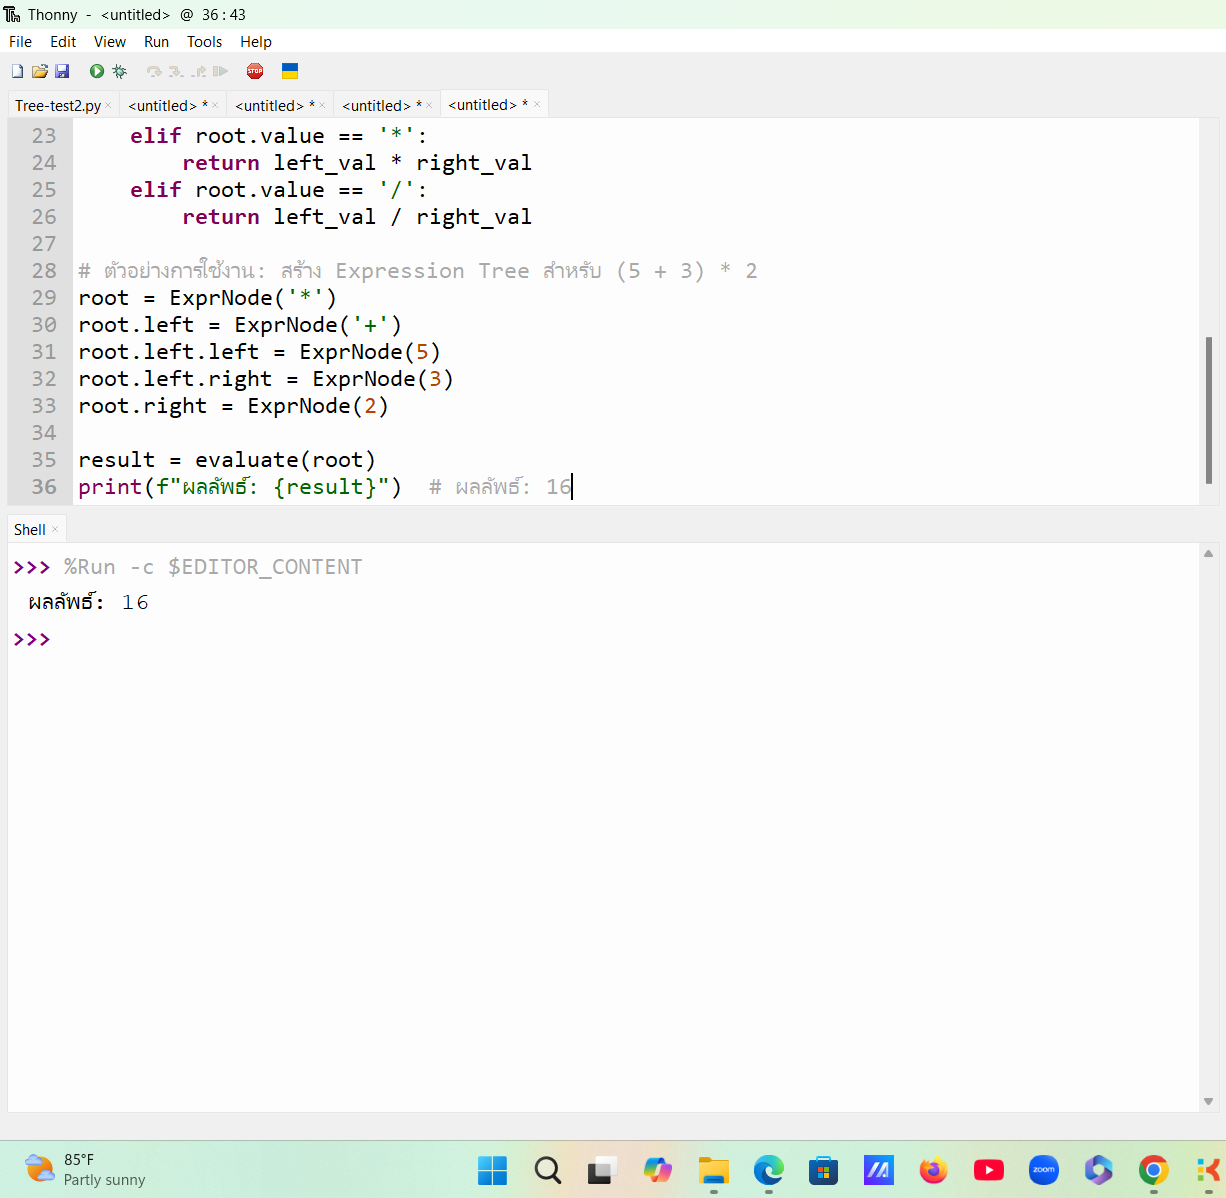 Thonny - <untitled> @ 36:43
File Edit View Run Tools Help
STOP
Tree-test2.py × <untitled> * × <untitled> * × <untitled> * × <untitled> * ×
23     elif root.value == '*':
24         return left_val * right_val
25     elif root.value == '/':
26         return left_val / right_val
27
28 # ตัวอย่างการใช้งาน: สร้าง Expression Tree สำหรับ (5 + 3) * 2
29 root = ExprNode('*')
30 root.left = ExprNode('+')
31 root.left.left = ExprNode(5)
32 root.left.right = ExprNode(3)
33 root.right = ExprNode(2)
34
35 result = evaluate(root)
36 print(f"ผลลัพธ์: {result}")  # ผลลัพธ์: 16
Shell ×
>>> %Run -c $EDITOR_CONTENT
ผลลัพธ์: 16
>>>
85°F
Partly sunny
zoom